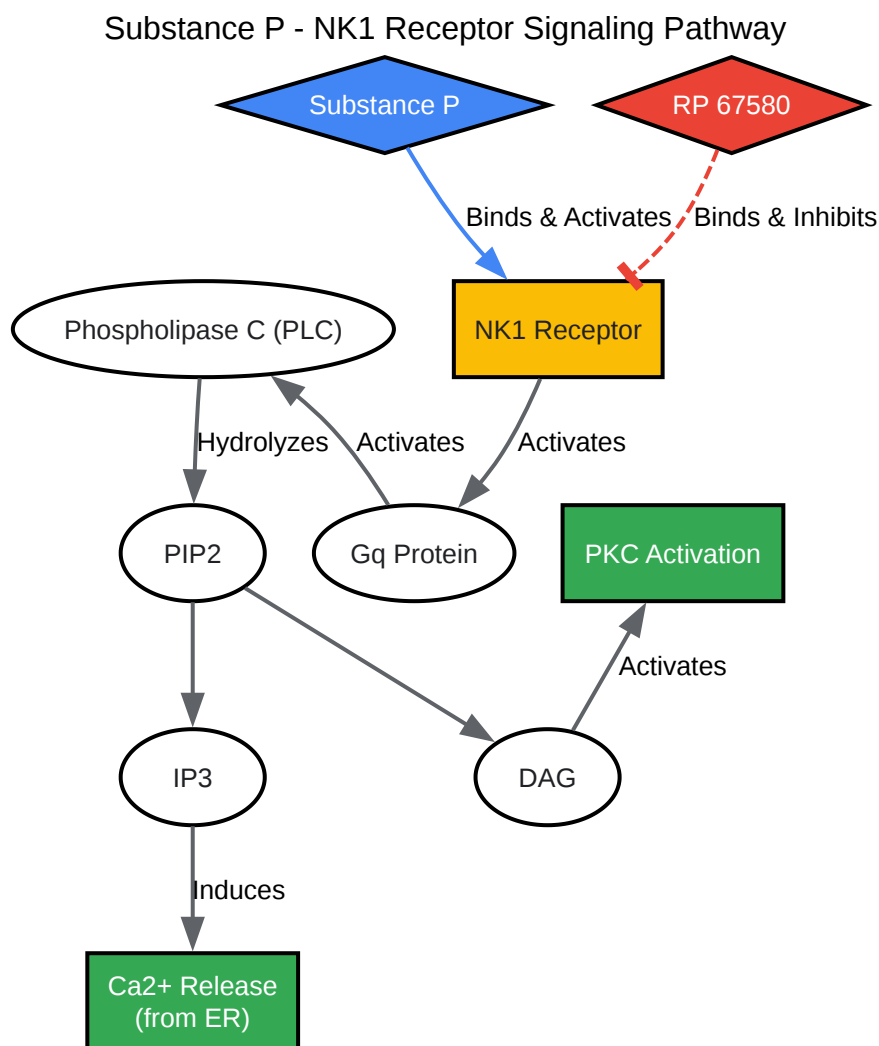 Substance P - NK1 Receptor Signaling Pathway
Substance P
RP 67580
Binds & Activates
Binds & Inhibits
Phospholipase C (PLC)
NK1 Receptor
Hydrolyzes
Activates
Activates
PIP2
Gq Protein
PKC Activation
Activates
IP3
DAG
Induces
Ca2+ Release
(from ER)